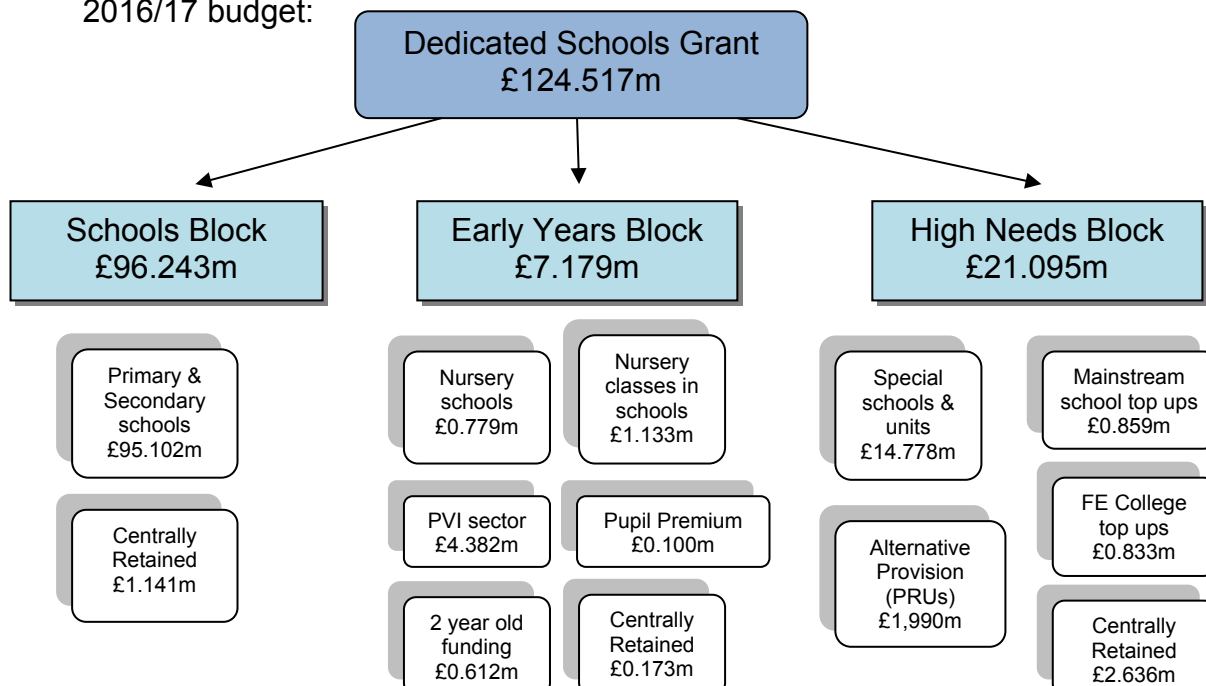 2016/17 budget:
Dedicated Schools Grant
£124.517m
Schools Block
£96.243m
Early Years Block
£7.179m
High Needs Block
£21.095m
Primary &
Secondary
schools
£95.102m
Centrally
Retained
£1.141m
Nursery
schools
£0.779m
Nursery
classes in
schools
£1.133m
PVI sector
£4.382m
Pupil Premium
£0.100m
2 year old
funding
£0.612m
Centrally
Retained
£0.173m
Special
schools &
units
£14.778m
Mainstream
school top ups
£0.859m
Alternative
Provision
(PRUs)
£1,990m
FE College
top ups
£0.833m
Centrally
Retained
£2.636m